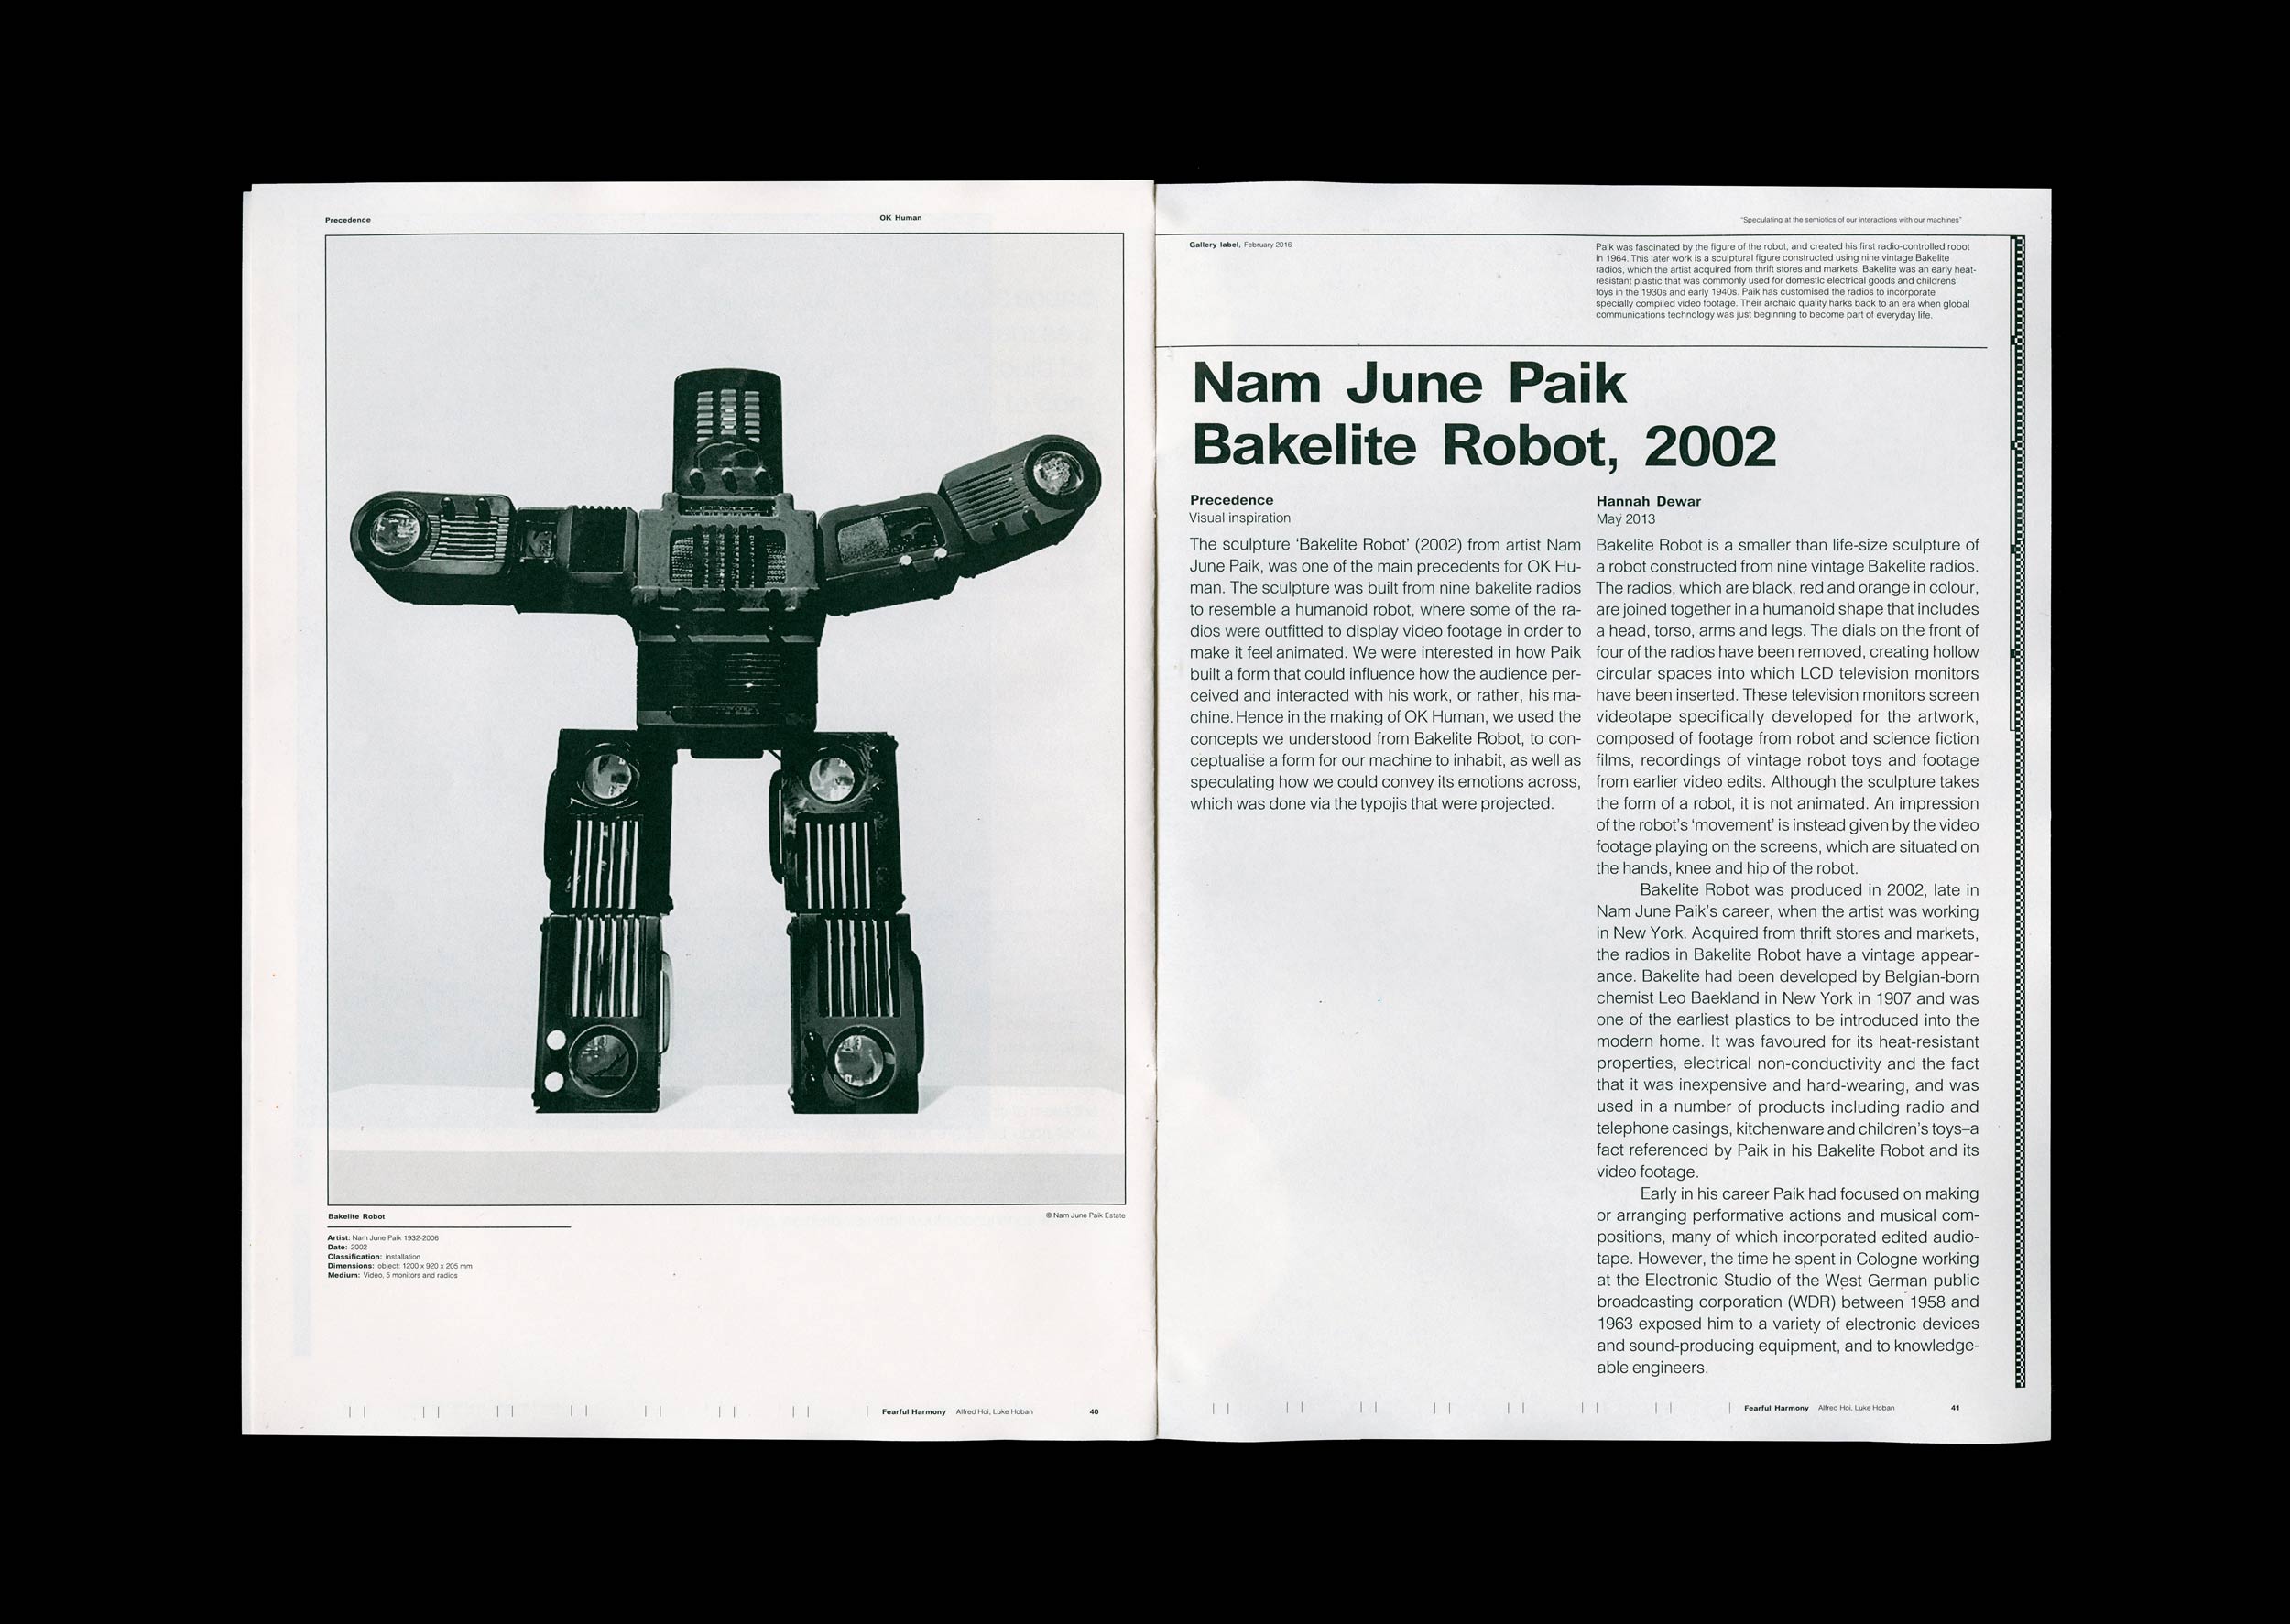 Precedence
OK Human
Bakelite Robot
© Nam June Paik Estate
Artist: Nam June Paik 1932-2006
Date: 2002
Classification: installation
Dimensions: object: 1200 x 920 x 205 mm
Medium: Video, 5 monitors and radios
Fearful Harmony Alfred Hoi, Luke Hoban 40
"Speculating at the semiotics of our interactions with our machines"
Gallery label, February 2016
Paik was fascinated by the figure of the robot, and created his first radio-controlled robot
in 1964. This later work is a sculptural figure constructed using nine vintage Bakelite
radios, which the artist acquired from thrift stores and markets. Bakelite was an early heat-
resistant plastic that was commonly used for domestic electrical goods and childrens'
toys in the 1930s and early 1940s. Paik has customised the radios to incorporate
specially compiled video footage. Their archaic quality harks back to an era when global
communications technology was just beginning to become part of everyday life.
Nam June Paik
Bakelite Robot, 2002
Precedence
Visual inspiration
The sculpture ‘Bakelite Robot’ (2002) from artist Nam
June Paik, was one of the main precedents for OK Hu-
man. The sculpture was built from nine bakelite radios
to resemble a humanoid robot, where some of the ra-
dios were outfitted to display video footage in order to
make it feel animated. We were interested in how Paik
built a form that could influence how the audience per-
ceived and interacted with his work, or rather, his ma-
chine. Hence in the making of OK Human, we used the
concepts we understood from Bakelite Robot, to con-
ceptualise a form for our machine to inhabit, as well as
speculating how we could convey its emotions across,
which was done via the typojis that were projected.
Hannah Dewar
May 2013
Bakelite Robot is a smaller than life-size sculpture of
a robot constructed from nine vintage Bakelite radios.
The radios, which are black, red and orange in colour,
are joined together in a humanoid shape that includes
a head, torso, arms and legs. The dials on the front of
four of the radios have been removed, creating hollow
circular spaces into which LCD television monitors
have been inserted. These television monitors screen
videotape specifically developed for the artwork,
composed of footage from robot and science fiction
films, recordings of vintage robot toys and footage
from earlier video edits. Although the sculpture takes
the form of a robot, it is not animated. An impression
of the robot’s ‘movement’ is instead given by the video
footage playing on the screens, which are situated on
the hands, knee and hip of the robot.
Bakelite Robot was produced in 2002, late in
Nam June Paik’s career, when the artist was working
in New York. Acquired from thrift stores and markets,
the radios in Bakelite Robot have a vintage appear-
ance. Bakelite had been developed by Belgian-born
chemist Leo Baekland in New York in 1907 and was
one of the earliest plastics to be introduced into the
modern home. It was favoured for its heat-resistant
properties, electrical non-conductivity and the fact
that it was inexpensive and hard-wearing, and was
used in a number of products including radio and
telephone casings, kitchenware and children’s toys–a
fact referenced by Paik in his Bakelite Robot and its
video footage.
Early in his career Paik had focused on making
or arranging performative actions and musical com-
positions, many of which incorporated edited audio-
tape. However, the time he spent in Cologne working
at the Electronic Studio of the West German public
broadcasting corporation (WDR) between 1958 and
1963 exposed him to a variety of electronic devices
and sound-producing equipment, and to knowledge-
able engineers.
Fearful Harmony Alfred Hoi, Luke Hoban 41